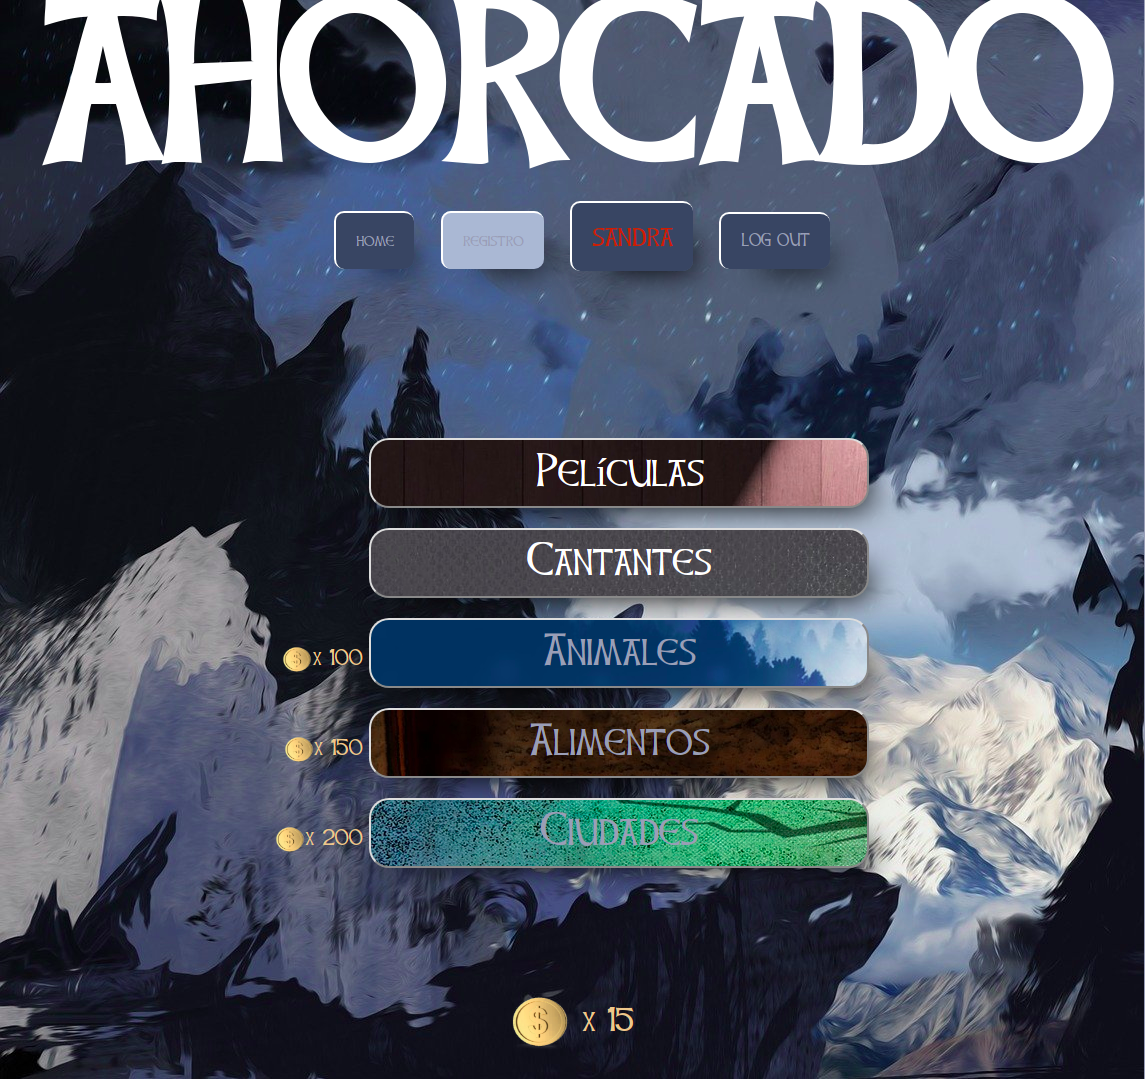 AHORCADO
HOME REGISTRO SANDRA LOG OUT
PELÍCULAS
CANTANTES
$ X 100 ANIMALES
$ X 150 ALIMENTOS
$ X 200 CIUDADES
$ X 15